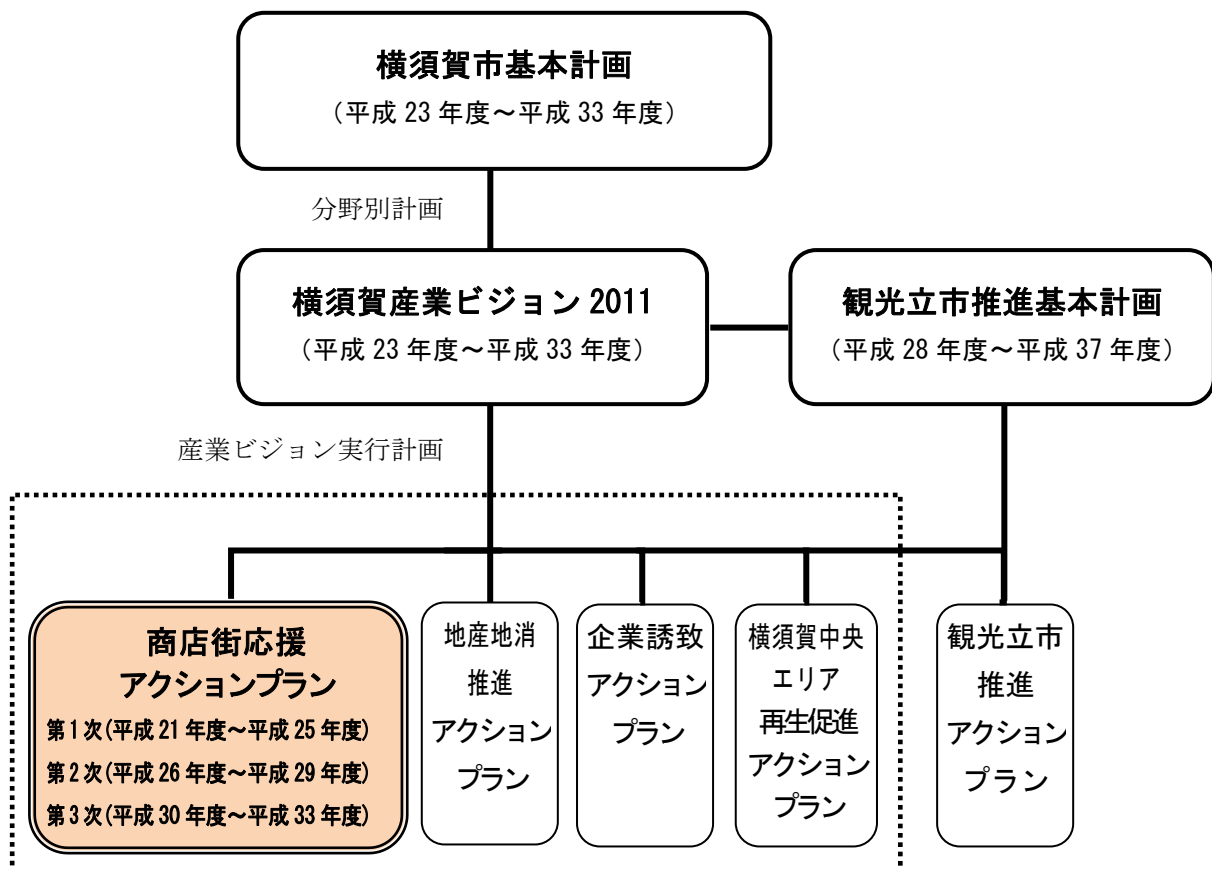 横須賀市基本計画
（平成 23 年度～平成 33 年度）
分野別計画
横須賀産業ビジョン 2011
（平成 23 年度～平成 33 年度）
観光立市推進基本計画
（平成 28 年度～平成 37 年度）
産業ビジョン実行計画
商店街応援
アクションプラン
第１次(平成 21 年度～平成 25 年度)
第２次(平成 26 年度～平成 29 年度)
第３次(平成 30 年度～平成 33 年度)
地産地消
推進
アクション
プラン
企業誘致
アクション
プラン
横須賀中央
エリア
再生促進
アクション
プラン
観光立市
推進
アクション
プラン